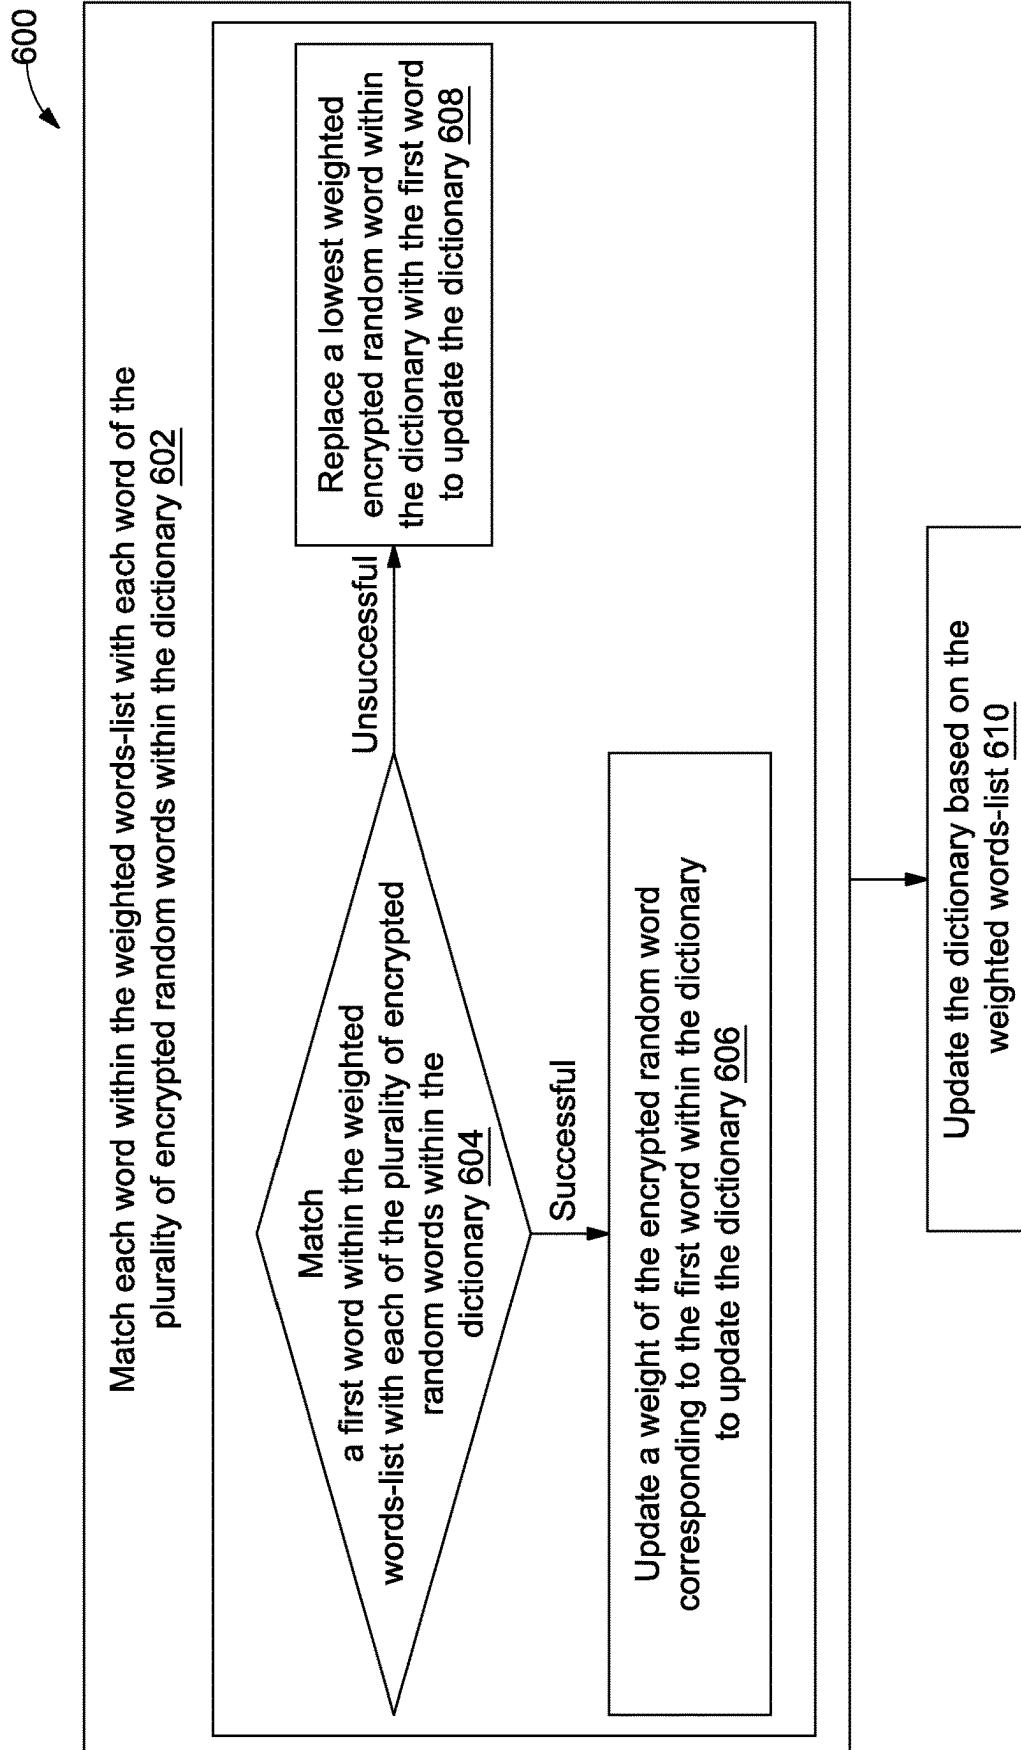 600
Match each word within the weighted words-list with each word of the
plurality of encrypted random words within the dictionary 602
Match
a first word within the weighted
words-list with each of the plurality of encrypted
random words within the
dictionary 604
Unsuccessful
Replace a lowest weighted
encrypted random word within
the dictionary with the first word
to update the dictionary 608
Successful
Update a weight of the encrypted random word
corresponding to the first word within the dictionary
to update the dictionary 606
Update the dictionary based on the
weighted words-list 610